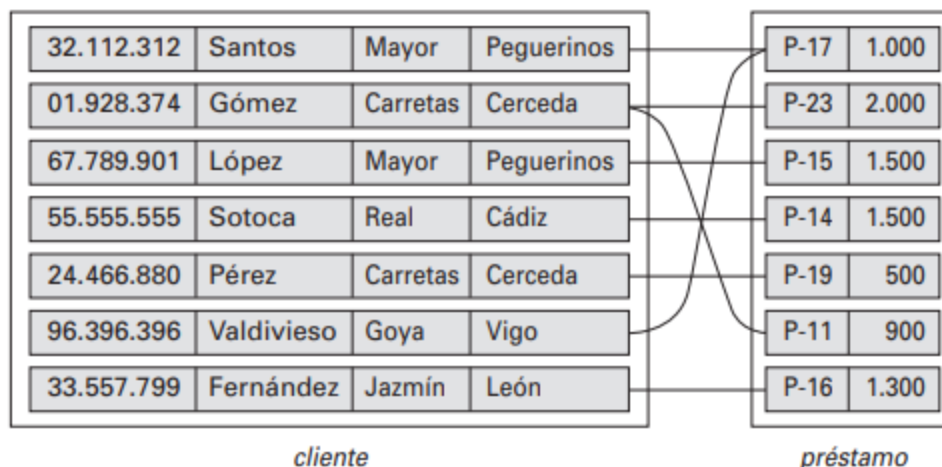 32.112.312 Santos Mayor Peguerinos P-17 1.000
01.928.374 Gómez Carretas Cerceda P-23 2.000
67.789.901 López Mayor Peguerinos P-15 1.500
55.555.555 Sotoca Real Cádiz P-14 1.500
24.466.880 Pérez Carretas Cerceda P-19 500
96.396.396 Valdivieso Goya Vigo P-11 900
33.557.799 Fernández Jazmín León P-16 1.300
cliente préstamo